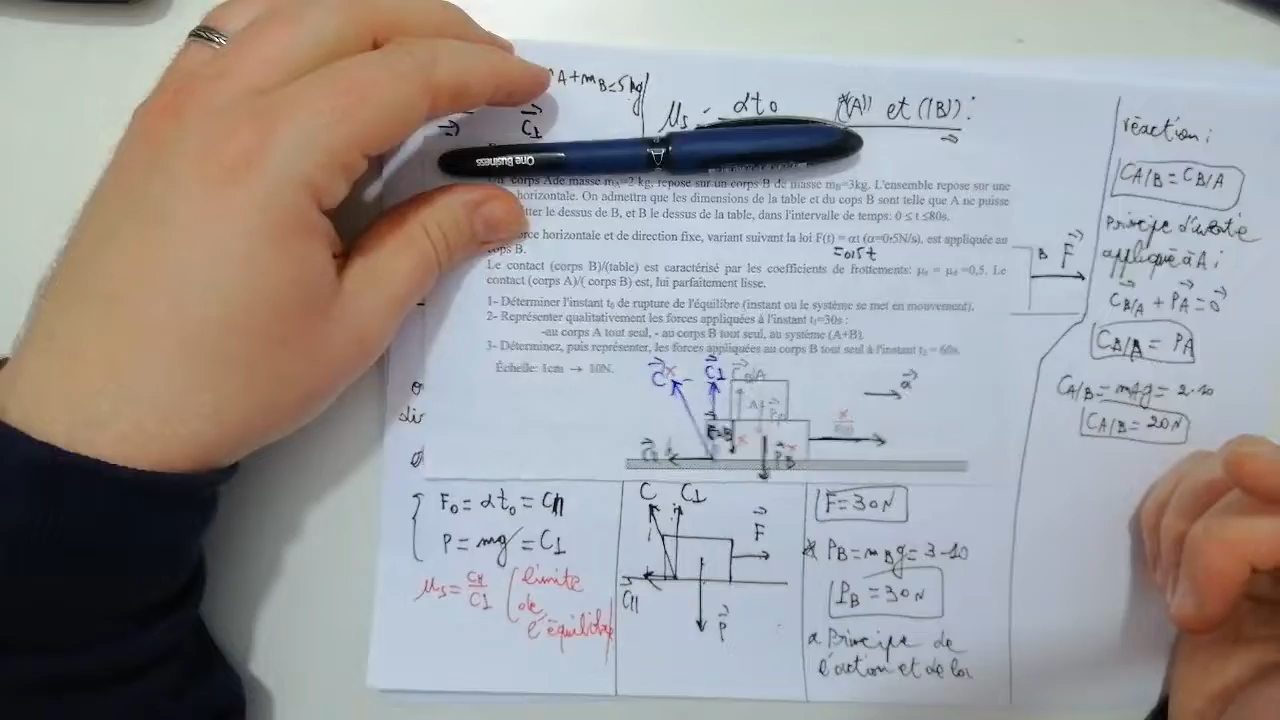 A+mB=5kg
C⊥
μs = αt0
(A) et (B):
One Business
corps A de masse mA=2 kg, repose sur un corps B de masse mB=3kg. L'ensemble repose sur une
horizontale. On admettra que les dimensions de la table et du cops B sont telle que A ne puisse
tter le dessus de B, et B le dessus de la table, dans l'intervalle de temps: 0 ≤ t ≤80s.
orce horizontale et de direction fixe, variant suivant la loi F(t) = αt (α=0.5N/s), est appliquée au
ops B.
=0,5t
Le contact (corps B)/(table) est caractérisé par les coefficients de frottements: μs = μd =0,5. Le
contact (corps A)/( corps B) est, lui parfaitement lisse.
1- Déterminer l'instant t0 de rupture de l'équilibre (instant ou le système se met en mouvement).
2- Représenter qualitativement les forces appliquées à l'instant t1=30s :
-au corps A tout seul, - au corps B tout seul, au système (A+B).
3- Déterminez, puis représenter, les forces appliquées au corps B tout seul à l'instant t2 = 60s.
Échelle: 1cm → 10N.
C
C⊥
A
PB
a
B F
F0 = αt0 = C//
P = mg = C⊥
μs = C//
C⊥
(limite
de
l'équilibre
C C⊥
F
C//
P
F = 30N
* PB = mBg = 3·10
PB = 30N
* Principe de
l'action et de la
réaction:
CA/B = CB/A
Principe d'inertie
appliqué à A:
CB/A + PA = 0
CB/A = PA
CA/B = mAg = 2·10
CA/B = 20N